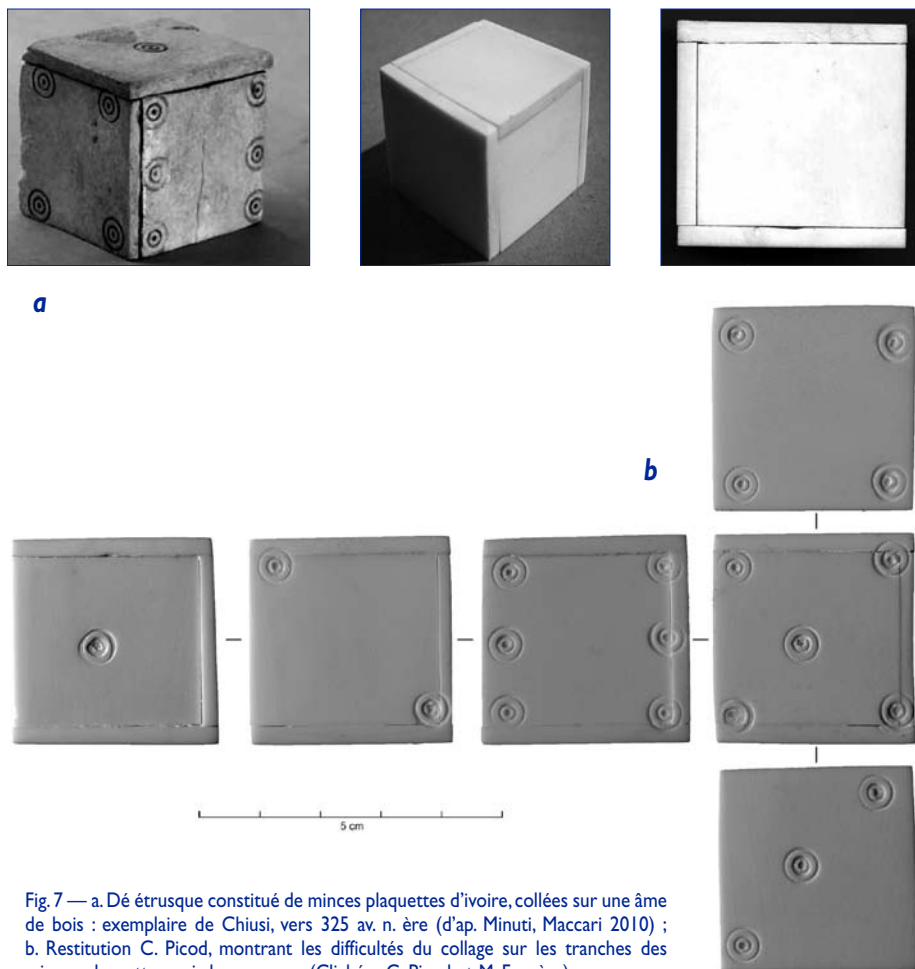 a
b
5 cm
Fig. 7 — a. Dé étrusque constitué de minces plaquettes d'ivoire, collées sur une âme
de bois : exemplaire de Chiusi, vers 325 av. n. ère (d'ap. Minuti, Maccari 2010) ;
b. Restitution C. Picod, montrant les difficultés du collage sur les tranches des